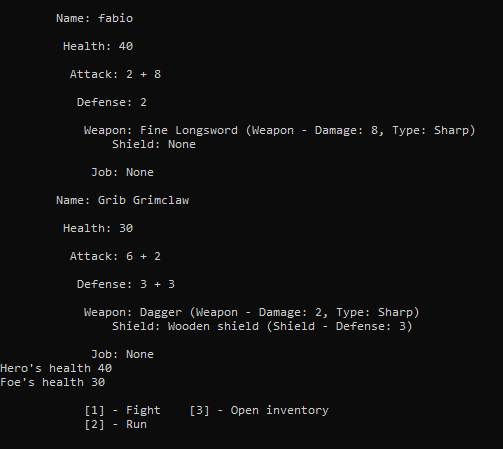 Name: fabio
Health: 40
Attack: 2 + 8
Defense: 2
Weapon: Fine Longsword (Weapon - Damage: 8, Type: Sharp)
Shield: None
Job: None
Name: Grib Grimclaw
Health: 30
Attack: 6 + 2
Defense: 3 + 3
Weapon: Dagger (Weapon - Damage: 2, Type: Sharp)
Shield: Wooden shield (Shield - Defense: 3)
Job: None
Hero's health 40
Foe's health 30
[1] - Fight    [3] - Open inventory
[2] - Run